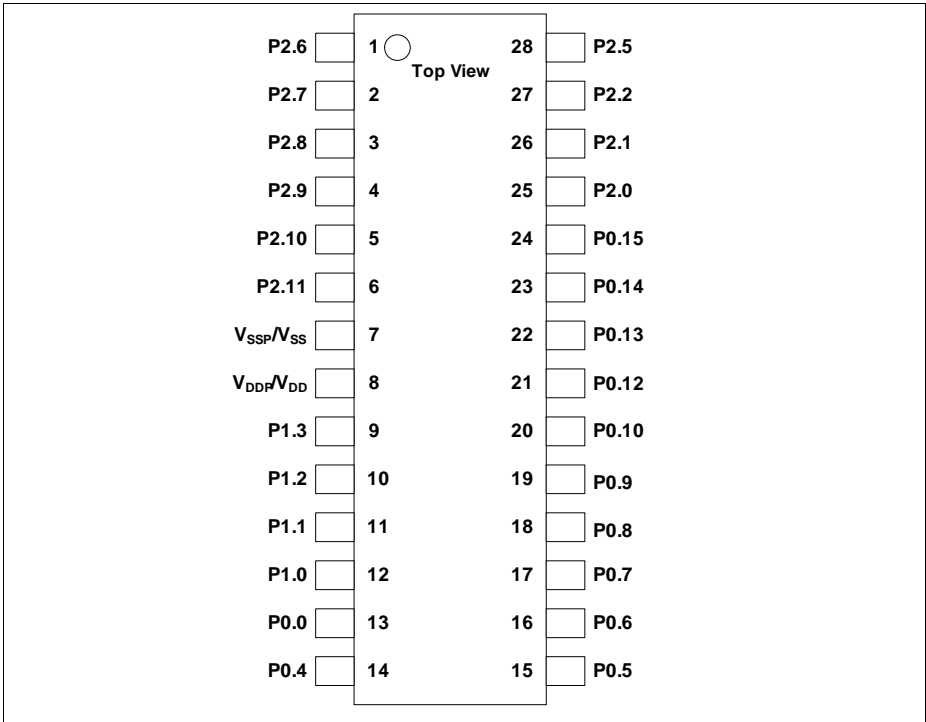 P2.6 1 28 P2.5
Top View
P2.7 2 27 P2.2
P2.8 3 26 P2.1
P2.9 4 25 P2.0
P2.10 5 24 P0.15
P2.11 6 23 P0.14
VSSP/VSS 7 22 P0.13
VDDP/VDD 8 21 P0.12
P1.3 9 20 P0.10
P1.2 10 19 P0.9
P1.1 11 18 P0.8
P1.0 12 17 P0.7
P0.0 13 16 P0.6
P0.4 14 15 P0.5